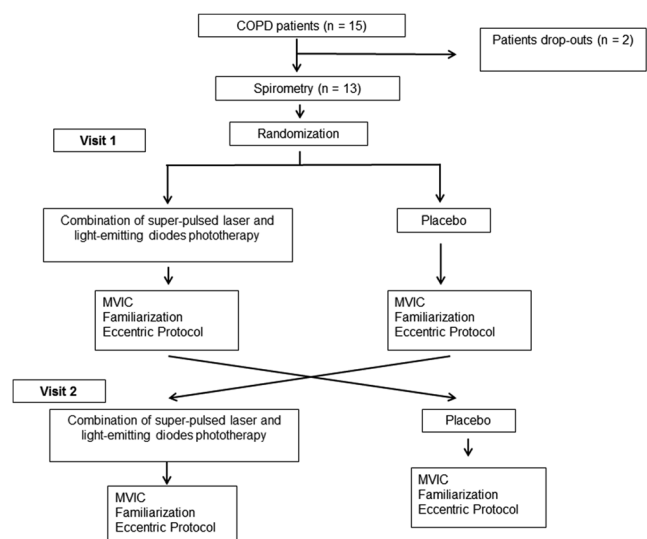 COPD patients (n = 15)
Patients drop-outs (n = 2)
Spirometry (n = 13)
Randomization
Visit 1
Combination of super-pulsed laser and
light-emitting diodes phototherapy
Placebo
MVIC
Familiarization
Eccentric Protocol
MVIC
Familiarization
Eccentric Protocol
Visit 2
Combination of super-pulsed laser and
light-emitting diodes phototherapy
Placebo
MVIC
Familiarization
Eccentric Protocol
MVIC
Familiarization
Eccentric Protocol